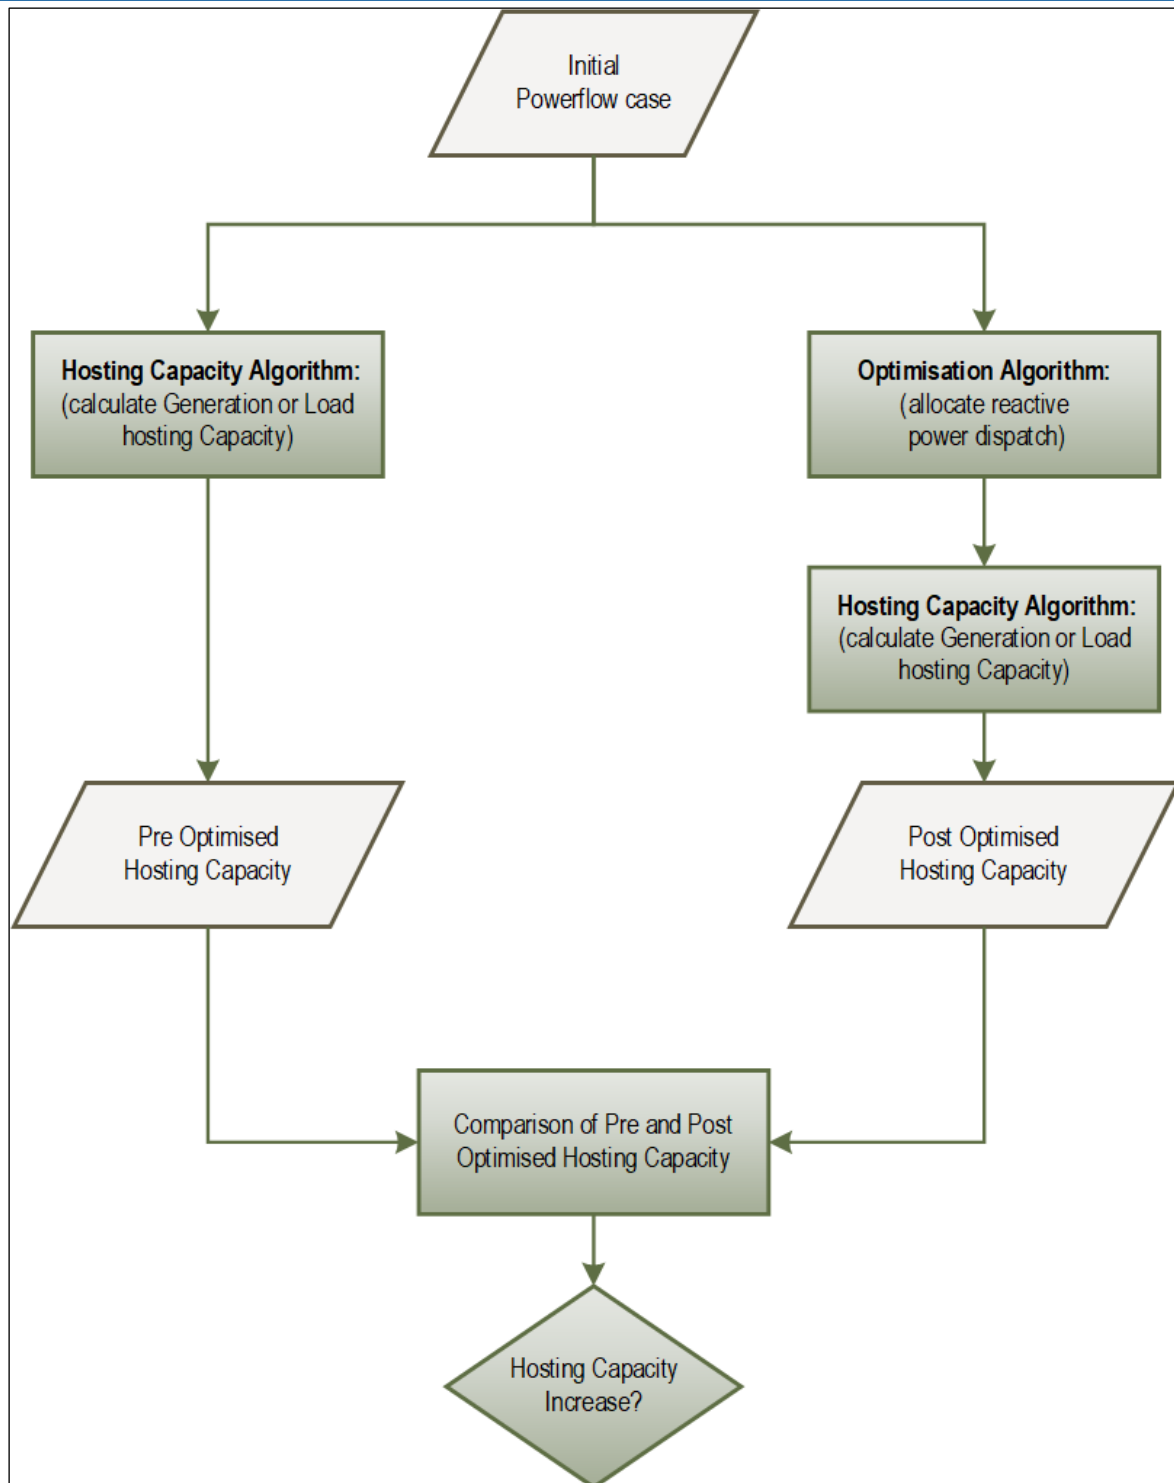 Initial
Powerflow case
Hosting Capacity Algorithm:
(calculate Generation or Load
hosting Capacity)
Optimisation Algorithm:
(allocate reactive
power dispatch)
Hosting Capacity Algorithm:
(calculate Generation or Load
hosting Capacity)
Pre Optimised
Hosting Capacity
Post Optimised
Hosting Capacity
Comparison of Pre and Post
Optimised Hosting Capacity
Hosting Capacity
Increase?